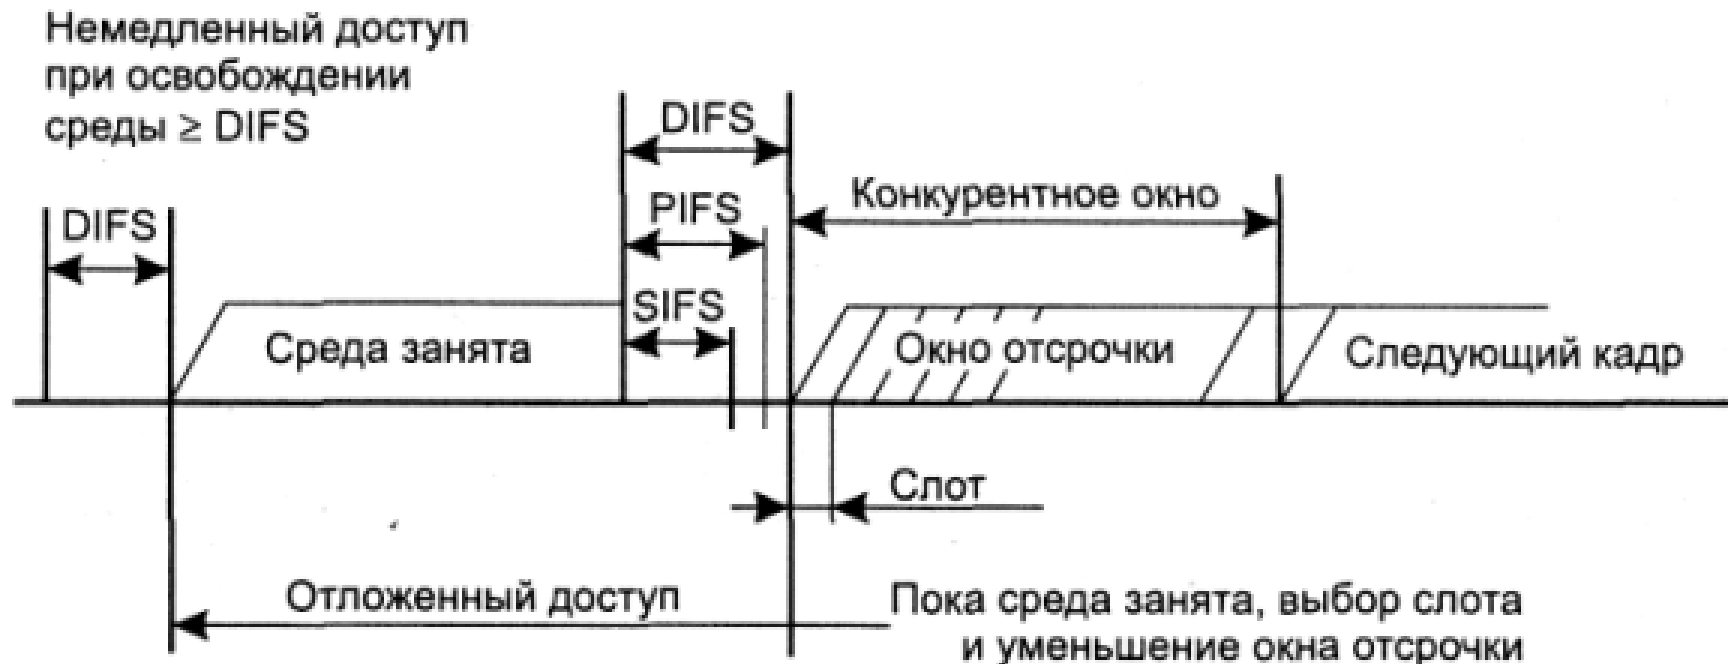 Немедленный доступ
при освобождении
среды ≥ DIFS
DIFS
DIFS
PIFS
SIFS
Конкурентное окно
Среда занята
Окно отсрочки
Следующий кадр
Слот
Отложенный доступ
Пока среда занята, выбор слота
и уменьшение окна отсрочки